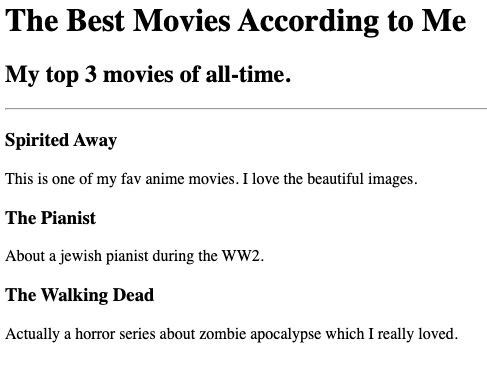 The Best Movies According to Me
My top 3 movies of all-time.
Spirited Away
This is one of my fav anime movies. I love the beautiful images.
The Pianist
About a jewish pianist during the WW2.
The Walking Dead
Actually a horror series about zombie apocalypse which I really loved.